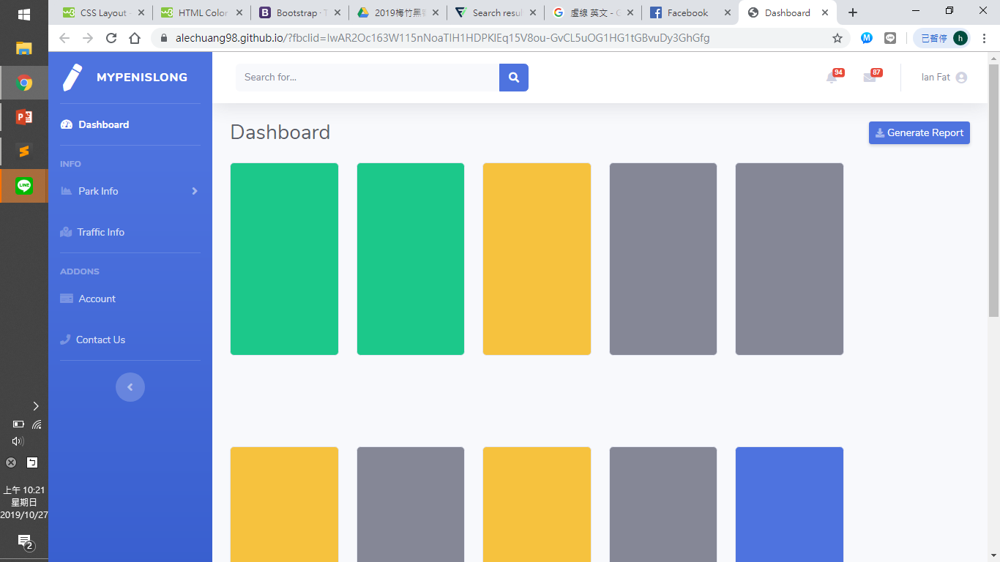 CSS Layout
HTML Color
Bootstrap · T
2019梅竹黑
Search resul
虛線 英文 - G
Facebook
Dashboard
alechuang98.github.io/?fbclid=IwAR2Oc163W115nNoaTIH1HDPKlEq15V8ou-GvCL5uOG1HG1tGBvuDy3GhGfg
已暫停
h
MYPENISLONG
Search for...
94
87
Ian Fat
Dashboard
Dashboard
Generate Report
INFO
Park Info
Traffic Info
ADDONS
Account
Contact Us
LINE
ㄅ
上午 10:21
星期日
2019/10/27
2